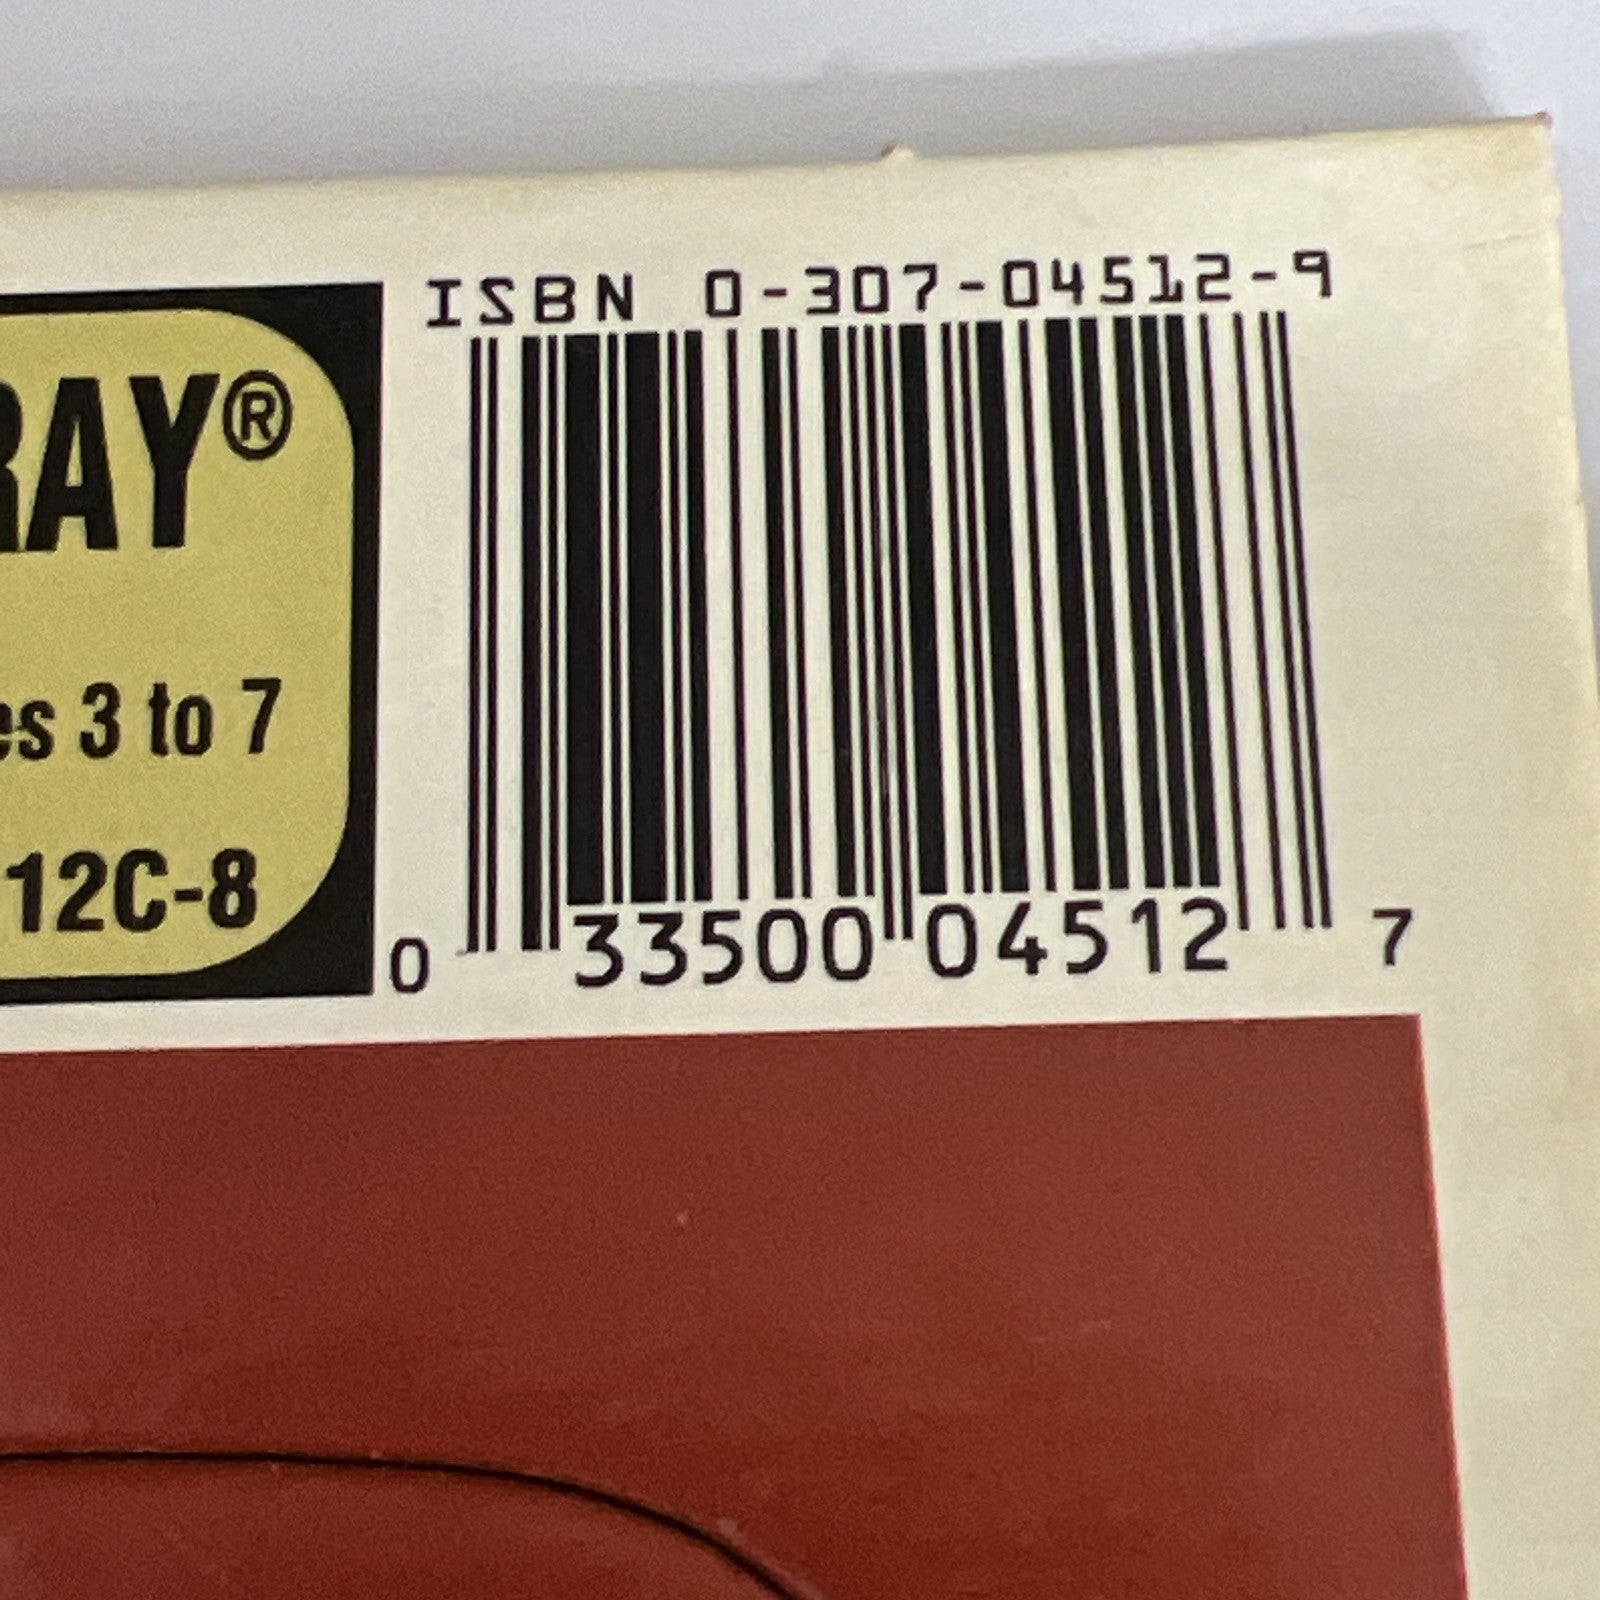 ISBN 0-307-04512-9
RAY®
es 3 to 7
12C-8
0 33500 04512 7